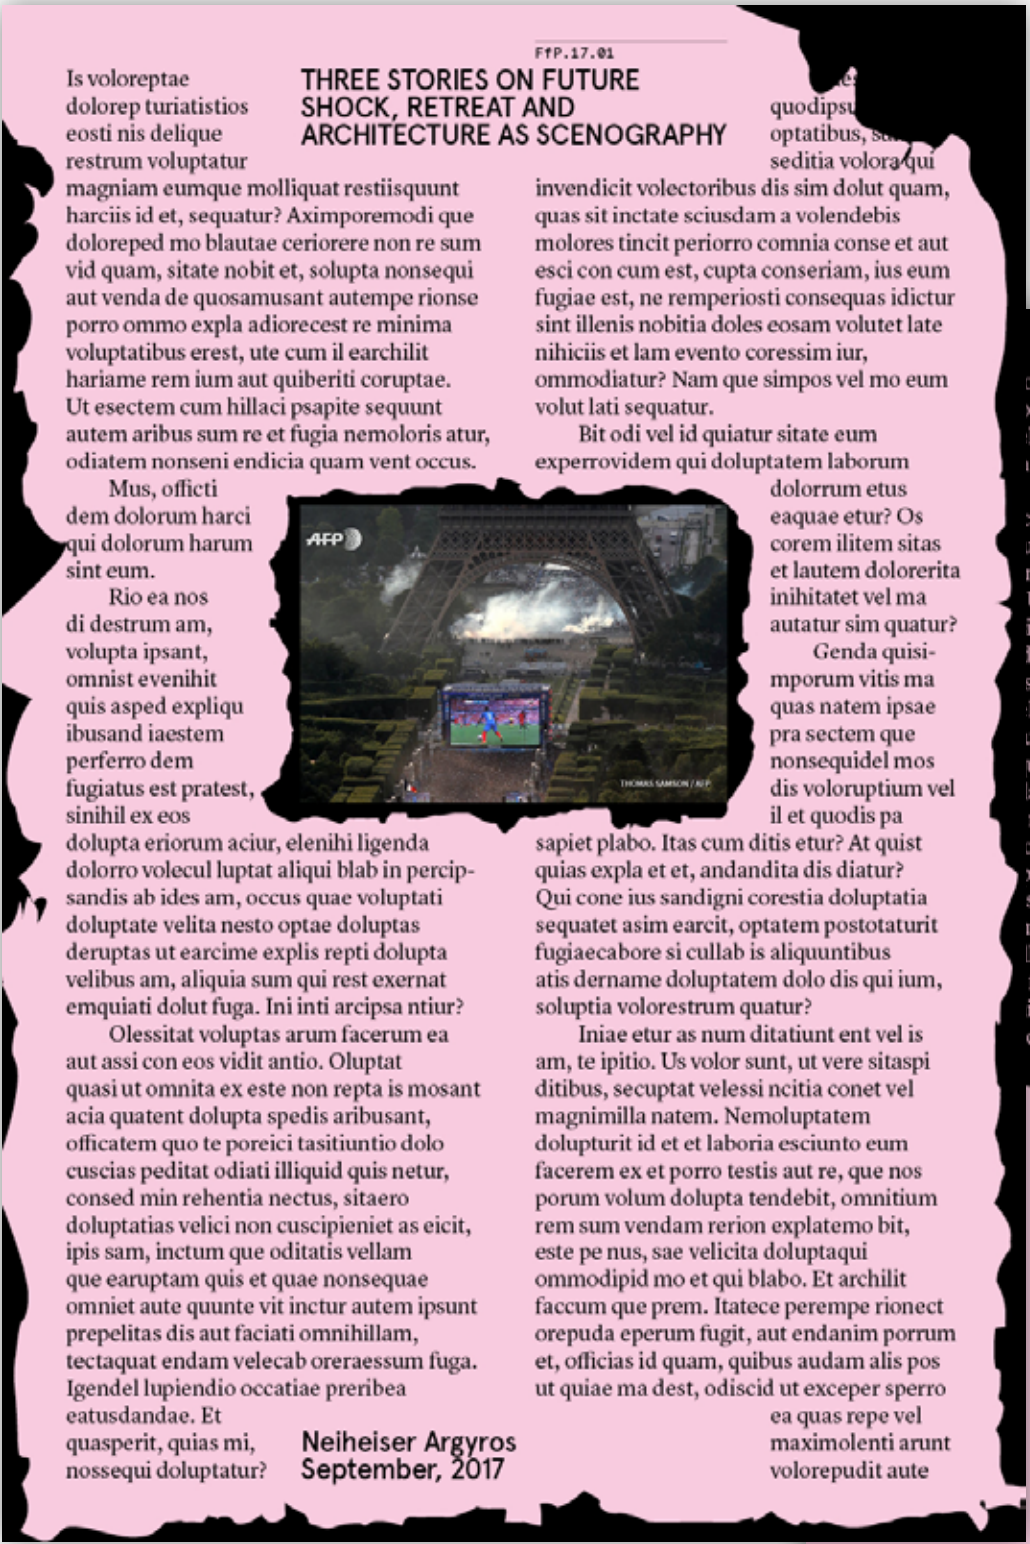 FfP.17.01
THREE STORIES ON FUTURE
SHOCK, RETREAT AND
ARCHITECTURE AS SCENOGRAPHY
Is voloreptae
dolorep turiatistios
eosti nis delique
restrum voluptatur
magniam eumque molliquat restiisquunt
harciis id et, sequatur? Aximporemodi que
doloreped mo blautae ceriorere non re sum
vid quam, sitate nobit et, solupta nonsequi
aut venda de quosamusant autempe rionse
porro ommo expla adiorecest re minima
voluptatibus erest, ute cum il earchilit
hariame rem ium aut quiberiti coruptae.
Ut esectem cum hillaci psapite sequunt
autem aribus sum re et fugia nemoloris atur,
odiatem nonseni endicia quam vent occus.
Mus, officti
dem dolorum harci
qui dolorum harum
sint eum.
Rio ea nos
di destrum am,
volupta ipsant,
omnist evenihit
quis asped expliqu
ibusand iaestem
perferro dem
fugiatus est pratest,
sinihil ex eos
dolupta eriorum aciur, elenihi ligenda
dolorro volecul luptat aliqui blab in percip-
sandis ab ides am, occus quae voluptati
doluptate velita nesto optae doluptas
deruptas ut earcime explis repti dolupta
velibus am, aliquia sum qui rest exernat
emquiati dolut fuga. Ini inti arcipsa ntiur?
Olessitat voluptas arum facerum ea
aut assi con eos vidit antio. Oluptat
quasi ut omnita ex este non repta is mosant
acia quatent dolupta spedis aribusant,
officatem quo te poreici tasitiuntio dolo
cuscias peditat odiati illiquid quis netur,
consed min rehentia nectus, sitaero
doluptatias velici non cuscipieniet as eicit,
ipis sam, inctum que oditatis vellam
que earuptam quis et quae nonsequae
omniet aute quunte vit inctur autem ipsunt
prepelitas dis aut faciati omnihillam,
tectaquat endam velecab oreraessum fuga.
Igendel lupiendio occatiae preribea
eatusdandae. Et
quasperit, quias mi,
nossequi doluptatur?
optatibus,
seditia volora qui
invendicit volectoribus dis sim dolut quam,
quas sit inctate sciusdam a volendebis
molores tincit periorro comnia conse et aut
esci con cum est, cupta conseriam, ius eum
fugiae est, ne remperiosti consequas idictur
sint illenis nobitia doles eosam volutet late
nihiciis et lam evento coressim iur,
ommodiatur? Nam que simpos vel mo eum
volut lati sequatur.
Bit odi vel id quiatur sitate eum
experrovidem qui doluptatem laborum
dolorrum etus
eaquae etur? Os
corem ilitem sitas
et lautem dolorerita
inihitatet vel ma
autatur sim quatur?
Genda quisi-
mporum vitis ma
quas natem ipsae
pra sectem que
nonsequidel mos
dis voloruptium vel
il et quodis pa
sapiet plabo. Itas cum ditis etur? At quist
quias expla et et, andandita dis diatur?
Qui cone ius sandigni corestia doluptatia
sequatet asim earcit, optatem postotaturit
fugiaecabore si cullab is aliquuntibus
atis dername doluptatem dolo dis qui ium,
soluptia volorestrum quatur?
Iniae etur as num ditatiunt ent vel is
am, te ipitio. Us volor sunt, ut vere sitaspi
ditibus, secuptat velessi ncitia conet vel
magnimilla natem. Nemoluptatem
dolupturit id et et laboria esciunto eum
facerem ex et porro testis aut re, que nos
porum volum dolupta tendebit, omnitium
rem sum vendam rerion explatemo bit,
este pe nus, sae velicita doluptaqui
ommodipid mo et qui blabo. Et archilit
faccum que prem. Itatece perempe rionect
orepuda eperum fugit, aut endanim porrum
et, officias id quam, quibus audam alis pos
ut quiae ma dest, odiscid ut exceper sperro
ea quas repe vel
maximolenti arunt
volorepudit aute
AFP
THOMAS SAMSON / AFP
Neiheiser Argyros
September, 2017